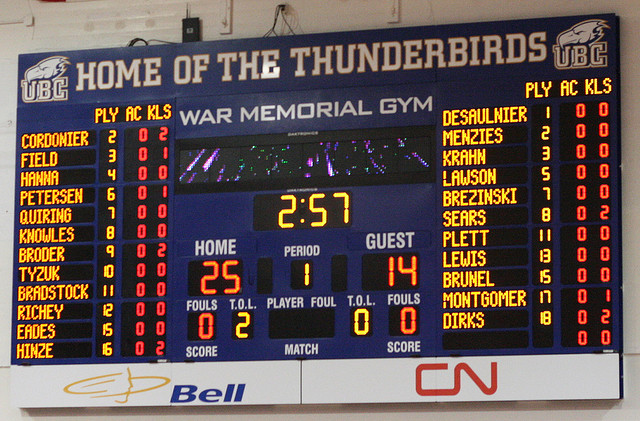 UBC HOME OF THE THUNDERBIRDS UBC
WAR MEMORIAL GYM
PLY AC KLS
CORDONIER 2 0 2
FIELD 3 0 1
HANNA 4 0 0
PETERSEN 6 0 1
QUIRING 7 0 0
KNOWLES 8 0 0
BRODER 9 0 2
TYZUK 10 0 0
BRADSTOCK 11 0 0
RICHEY 12 0 0
EADES 15 0 0
HINZE 16 0 2
2:57
HOME PERIOD GUEST
25 1 14
FOULS T.O.L. PLAYER FOUL T.O.L. FOULS
0 2 0 0
SCORE MATCH SCORE
PLY AC KLS
DESAULNIER 1 0 0
MENZIES 2 0 0
KRAHN 3 0 0
LAWSON 5 0 0
BREZINSKI 7 0 0
SEARS 8 0 2
PLETT 11 0 0
LEWIS 13 0 0
BRUNEL 15 0 0
MONTGOMER 17 0 1
DIRKS 18 0 2
0 0
Bell
CN